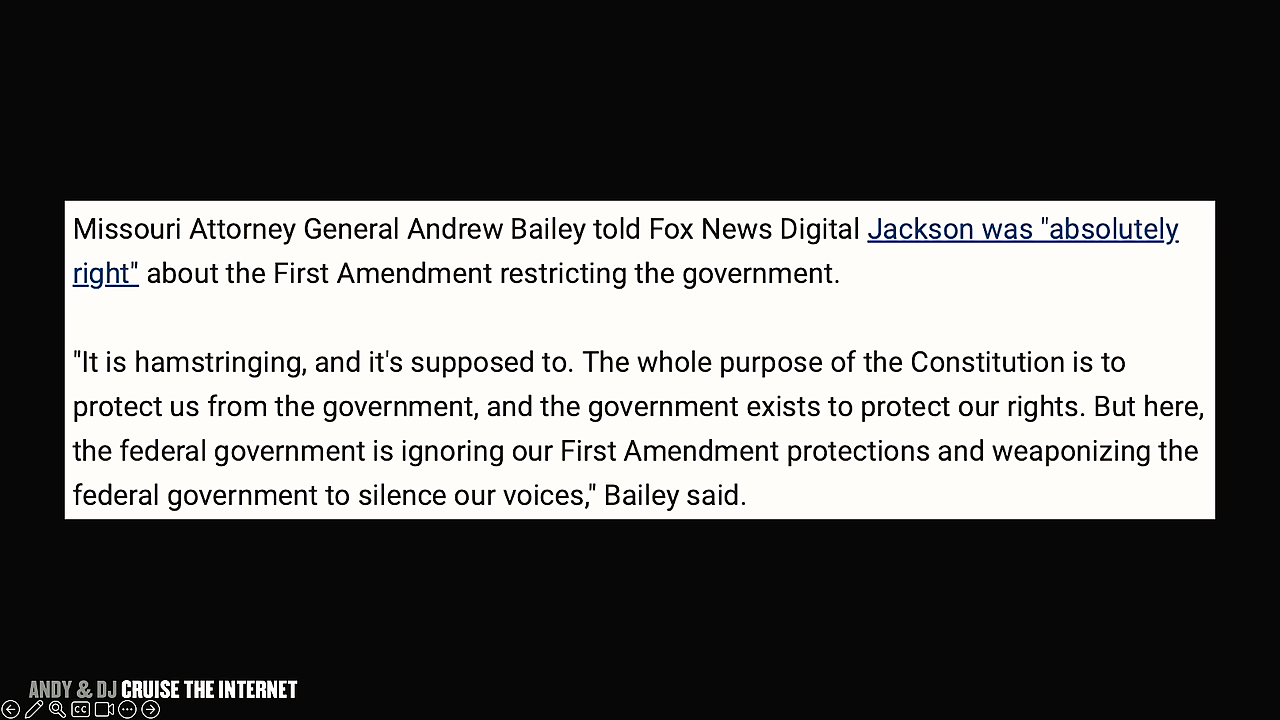 Missouri Attorney General Andrew Bailey told Fox News Digital Jackson was "absolutely
right" about the First Amendment restricting the government.
"It is hamstringing, and it's supposed to. The whole purpose of the Constitution is to
protect us from the government, and the government exists to protect our rights. But here,
the federal government is ignoring our First Amendment protections and weaponizing the
federal government to silence our voices," Bailey said.
ANDY & DJ CRUISE THE INTERNET
CC